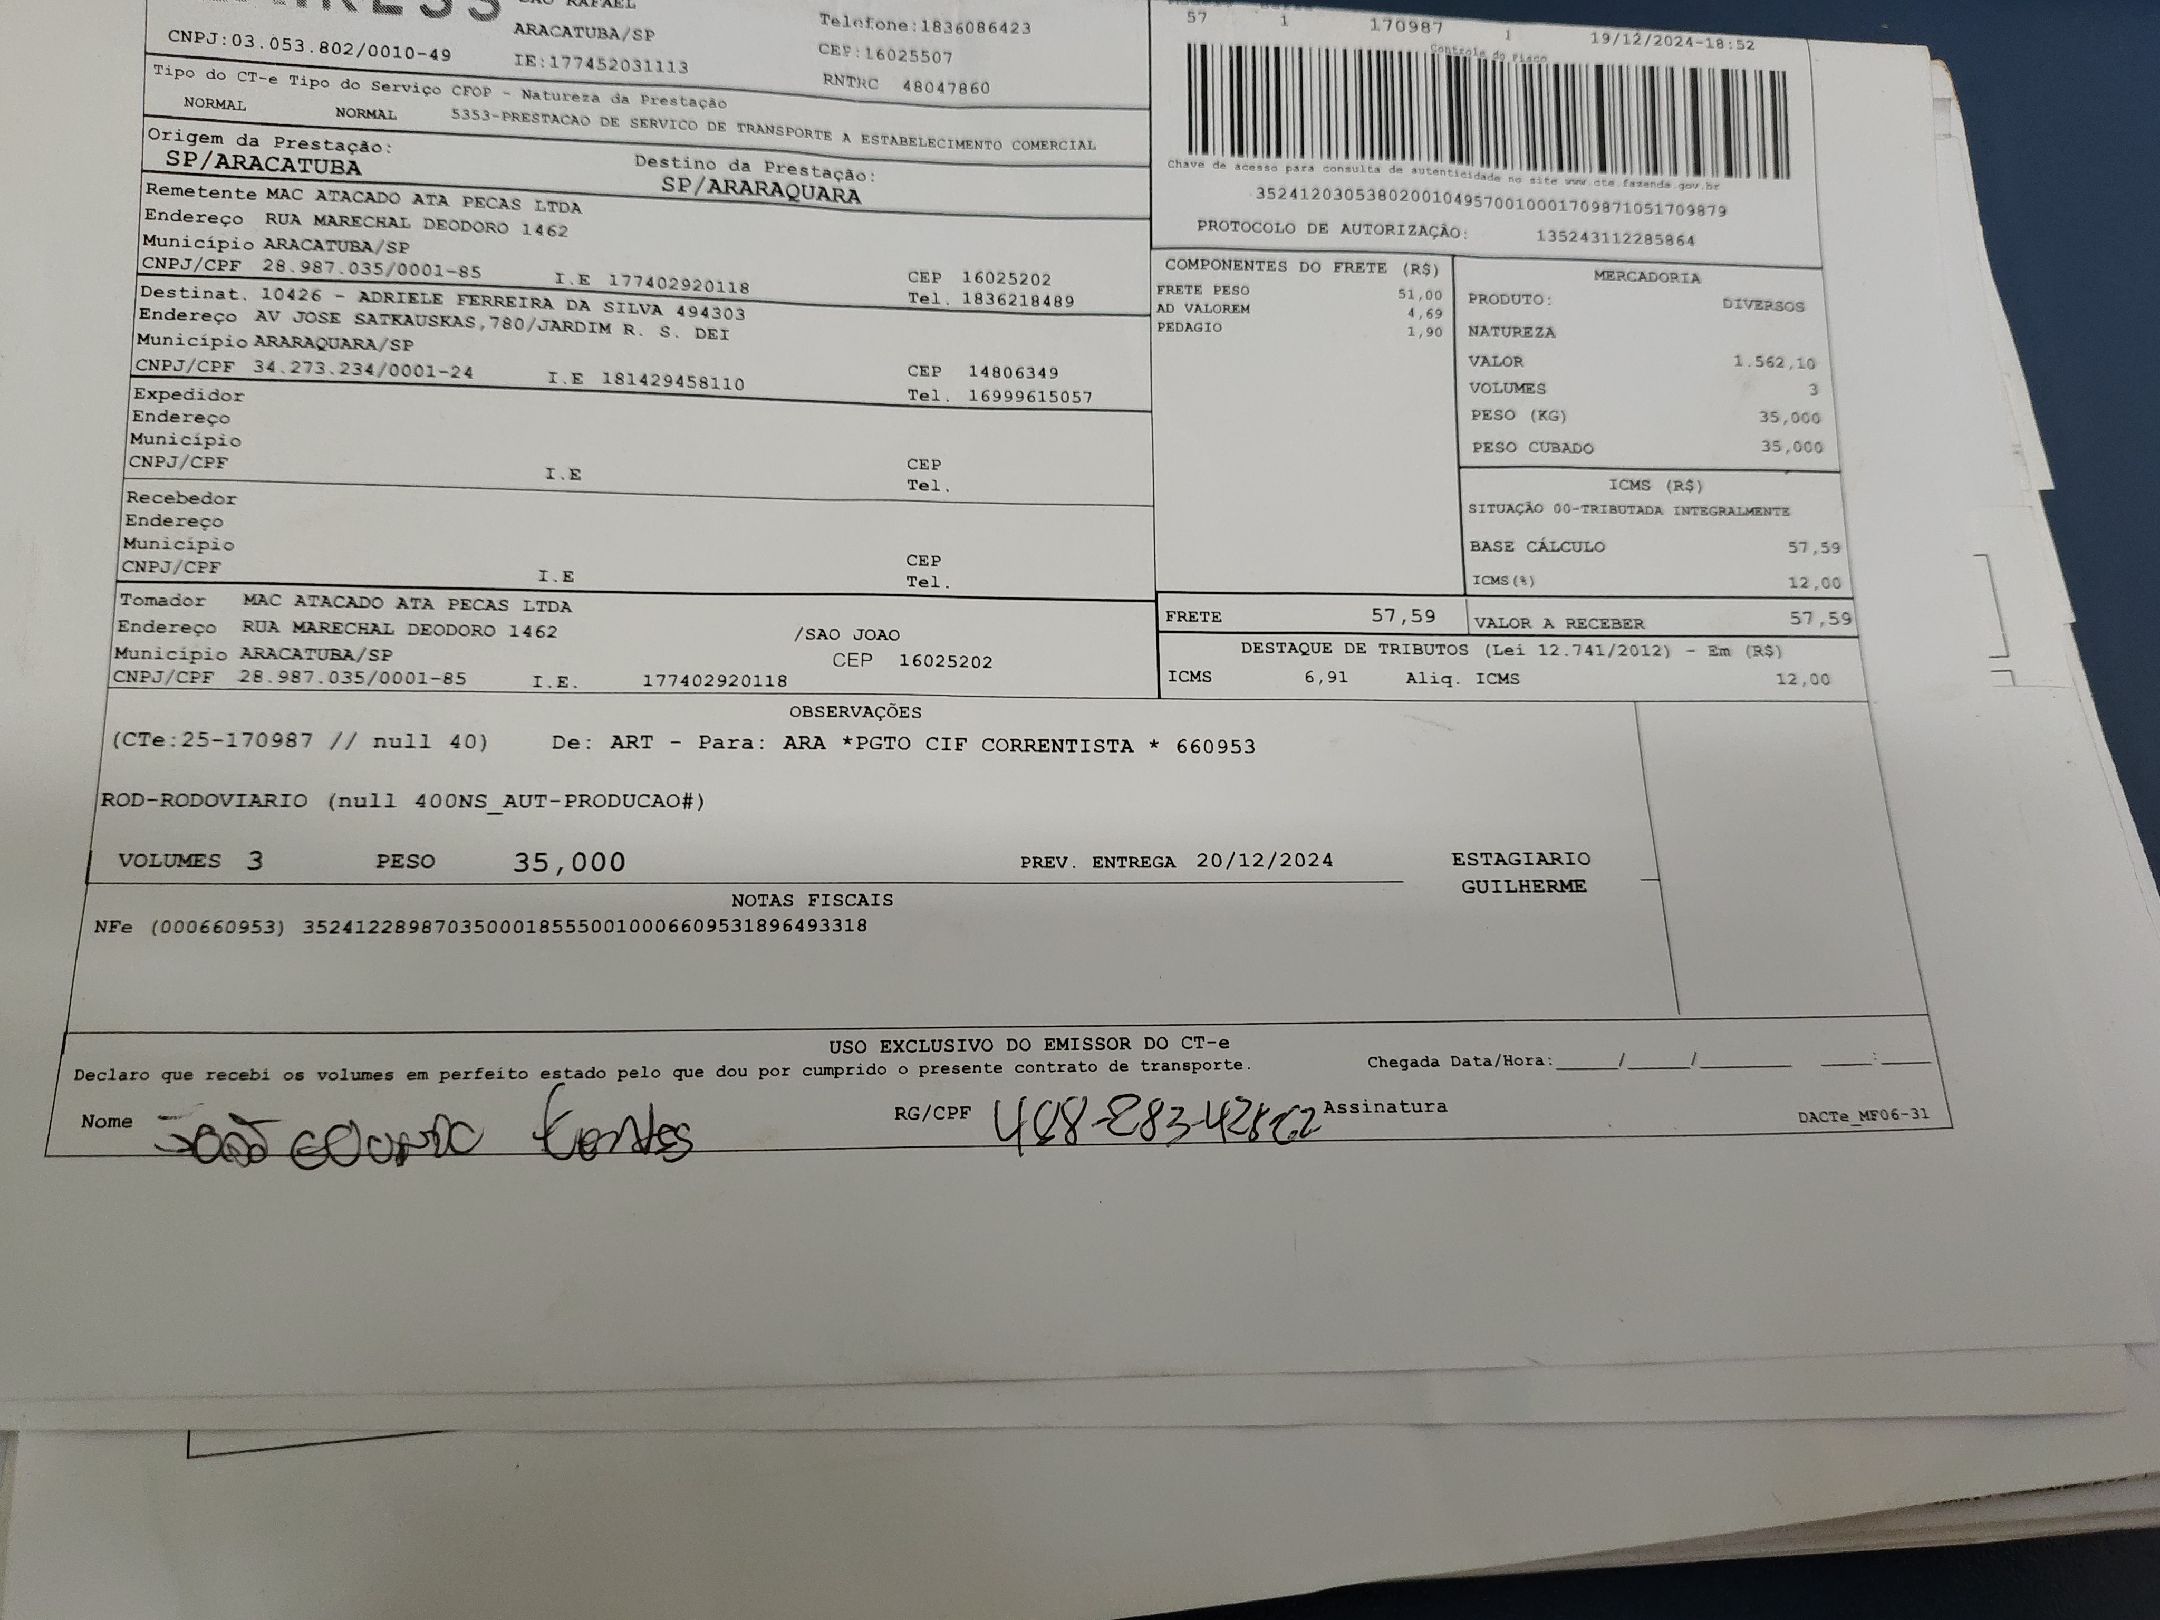 SAO RAFAEL
57 1 170987 1 19/12/2024-18:52
ARACATUBA/SP Telefone:1836086423
CNPJ:03.053.802/0010-49 IE:177452031113 CEP:16025507
RNTRC 48047860
Controle do Fisco
Tipo do CT-e Tipo do Serviço CFOP - Natureza da Prestação
NORMAL NORMAL 5353-PRESTACAO DE SERVICO DE TRANSPORTE A ESTABELECIMENTO COMERCIAL
Origem da Prestação: Destino da Prestação:
SP/ARACATUBA SP/ARARAQUARA
Chave de acesso para consulta de autenticidade no site www.cte.fazenda.gov.br
35241203053802001049570010001709871051709879
PROTOCOLO DE AUTORIZAÇÃO: 135243112285864
Remetente MAC ATACADO ATA PECAS LTDA
Endereço RUA MARECHAL DEODORO 1462
Município ARACATUBA/SP CEP 16025202
CNPJ/CPF 28.987.035/0001-85 I.E 177402920118 Tel. 1836218489
Destinat. 10426 - ADRIELE FERREIRA DA SILVA 494303
Endereço AV JOSE SATKAUSKAS,780/JARDIM R. S. DEI
Município ARARAQUARA/SP CEP 14806349
CNPJ/CPF 34.273.234/0001-24 I.E 181429458110 Tel. 16999615057
Expedidor
Endereço
Município CEP
CNPJ/CPF I.E Tel.
Recebedor
Endereço
Município CEP
CNPJ/CPF I.E Tel.
Tomador MAC ATACADO ATA PECAS LTDA
Endereço RUA MARECHAL DEODORO 1462 /SAO JOAO
Município ARACATUBA/SP CEP 16025202
CNPJ/CPF 28.987.035/0001-85 I.E. 177402920118
COMPONENTES DO FRETE (R$)
FRETE PESO 51,00
AD VALOREM 4,69
PEDAGIO 1,90
MERCADORIA
PRODUTO: DIVERSOS
NATUREZA
VALOR 1.562,10
VOLUMES 3
PESO (KG) 35,000
PESO CUBADO 35,000
ICMS (R$)
SITUAÇÃO 00-TRIBUTADA INTEGRALMENTE
BASE CÁLCULO 57,59
ICMS(%) 12,00
FRETE 57,59 VALOR A RECEBER 57,59
DESTAQUE DE TRIBUTOS (Lei 12.741/2012) - Em (R$)
ICMS 6,91 Aliq. ICMS 12,00
OBSERVAÇÕES
(CTe:25-170987 // null 40) De: ART - Para: ARA *PGTO CIF CORRENTISTA * 660953
ROD-RODOVIARIO (null 400NS_AUT-PRODUCAO#)
VOLUMES 3 PESO 35,000 PREV. ENTREGA 20/12/2024 ESTAGIARIO
GUILHERME
NOTAS FISCAIS
NFe (000660953) 35241228987035000185550010006609531896493318
USO EXCLUSIVO DO EMISSOR DO CT-e
Declaro que recebi os volumes em perfeito estado pelo que dou por cumprido o presente contrato de transporte. Chegada Data/Hora:_____/_____/________ ____:____
Nome RG/CPF Assinatura
DACTe_MF06-31